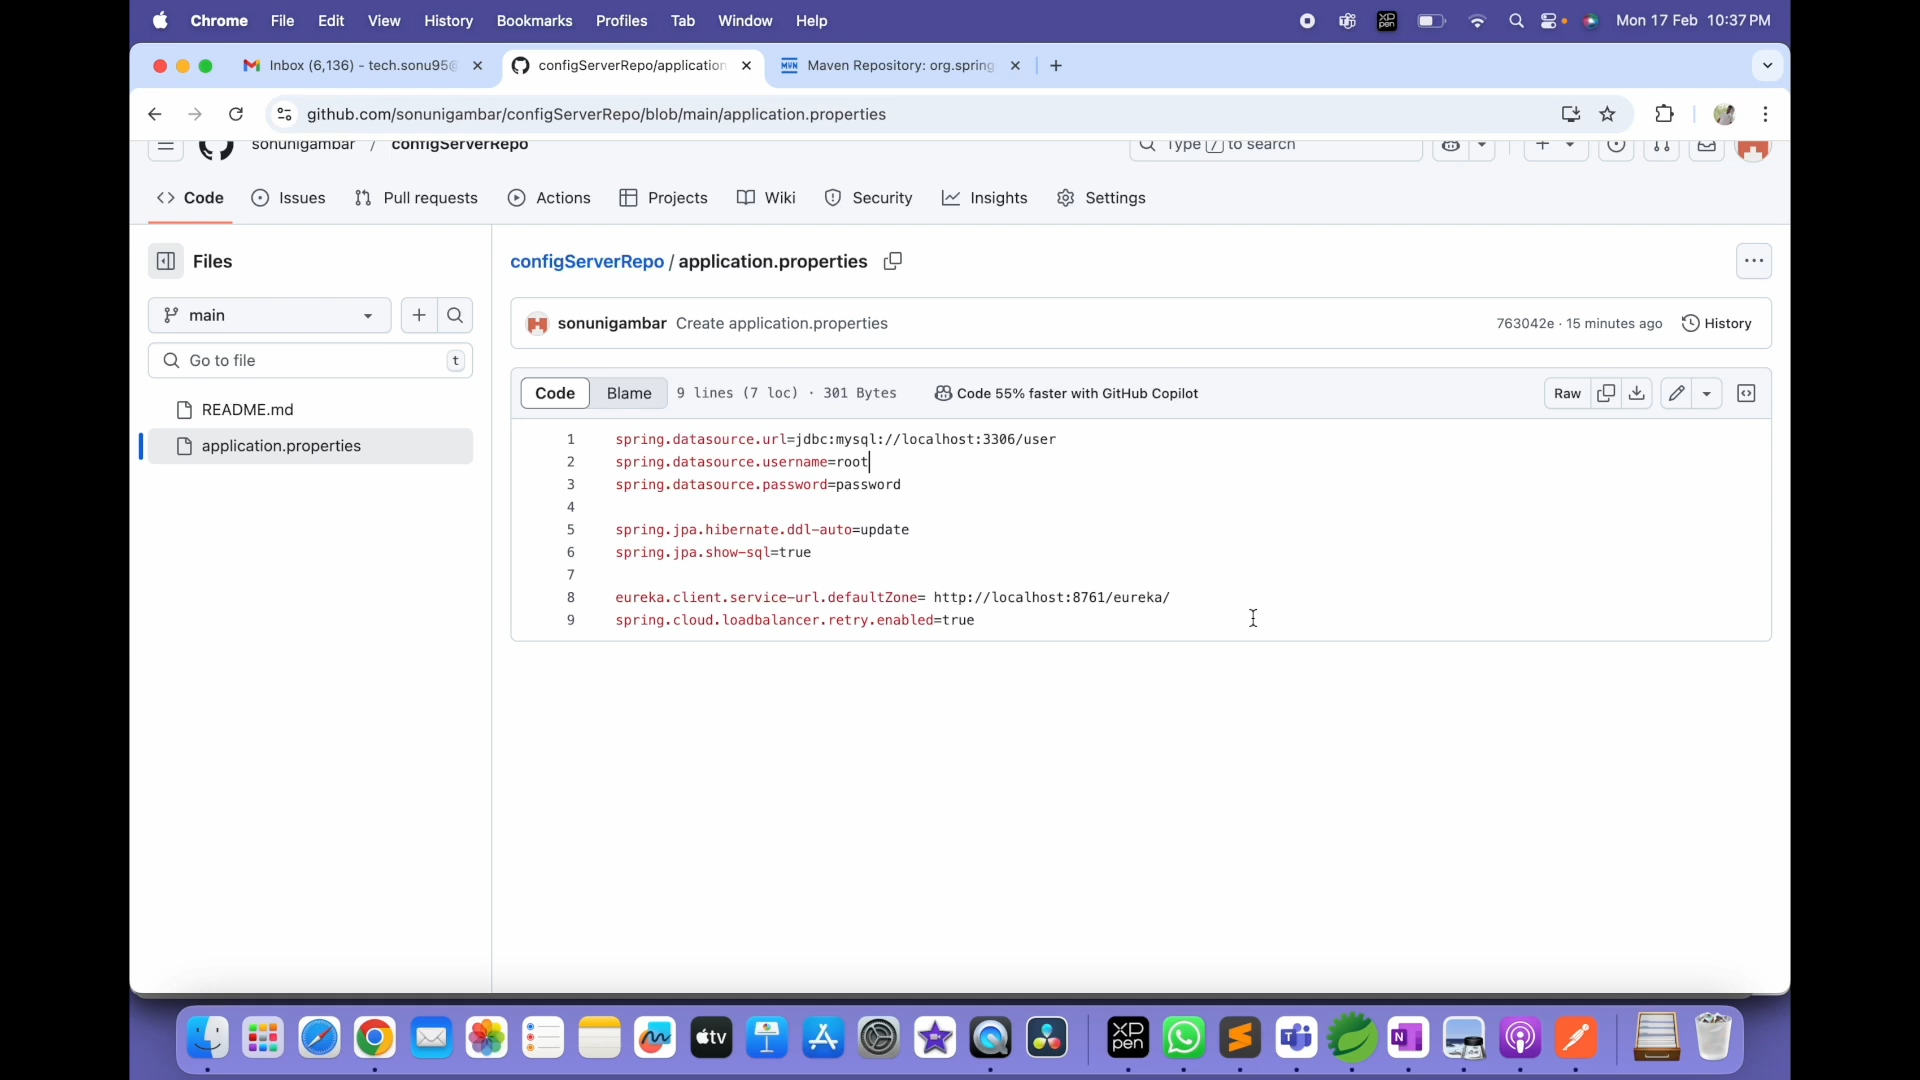 Chrome File Edit View History Bookmarks Profiles Tab Window Help Mon 17 Feb 10:37 PM
Inbox (6,136) - tech.sonu95@ configServerRepo/application Maven Repository: org.spring
github.com/sonunigambar/configServerRepo/blob/main/application.properties
sonunigambar / configServerRepo Type / to search
Code Issues Pull requests Actions Projects Wiki Security Insights Settings
Files
configServerRepo / application.properties
main
sonunigambar Create application.properties 763042e · 15 minutes ago History
Go to file t
Code Blame 9 lines (7 loc) · 301 Bytes Code 55% faster with GitHub Copilot Raw
README.md
application.properties
1 spring.datasource.url=jdbc:mysql://localhost:3306/user
2 spring.datasource.username=root
3 spring.datasource.password=password
4
5 spring.jpa.hibernate.ddl-auto=update
6 spring.jpa.show-sql=true
7
8 eureka.client.service-url.defaultZone= http://localhost:8761/eureka/
9 spring.cloud.loadbalancer.retry.enabled=true
tv XP pen N